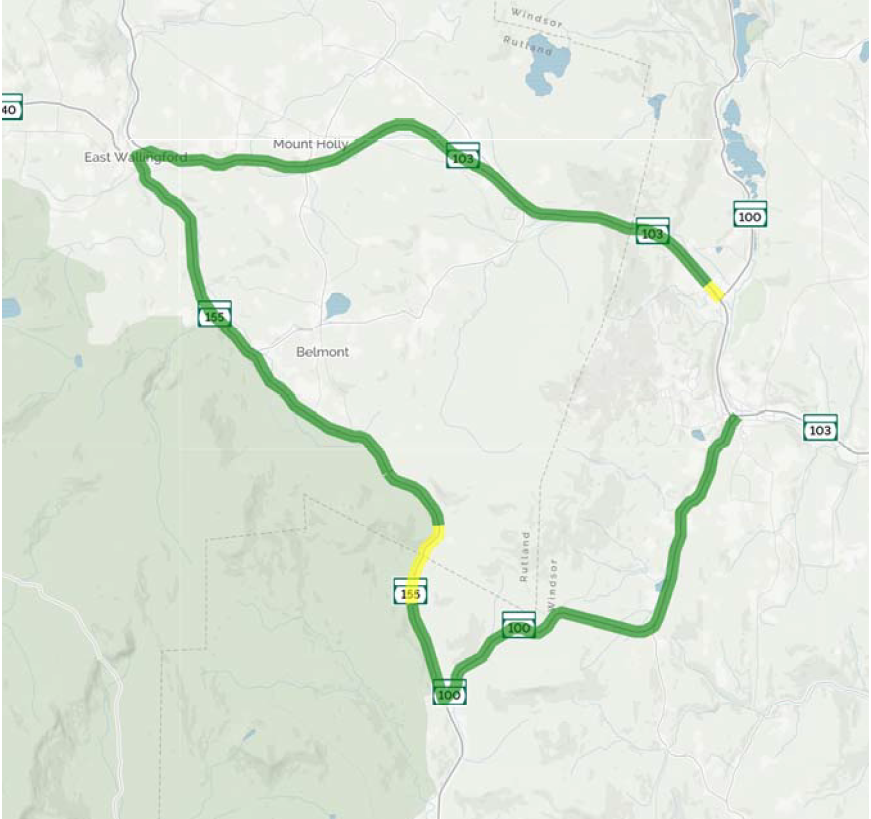 Windsor
Rutland
40
Mount Holly
East Wallingford
103
100
103
155
Belmont
103
Rutland
Windsor
155
100
100